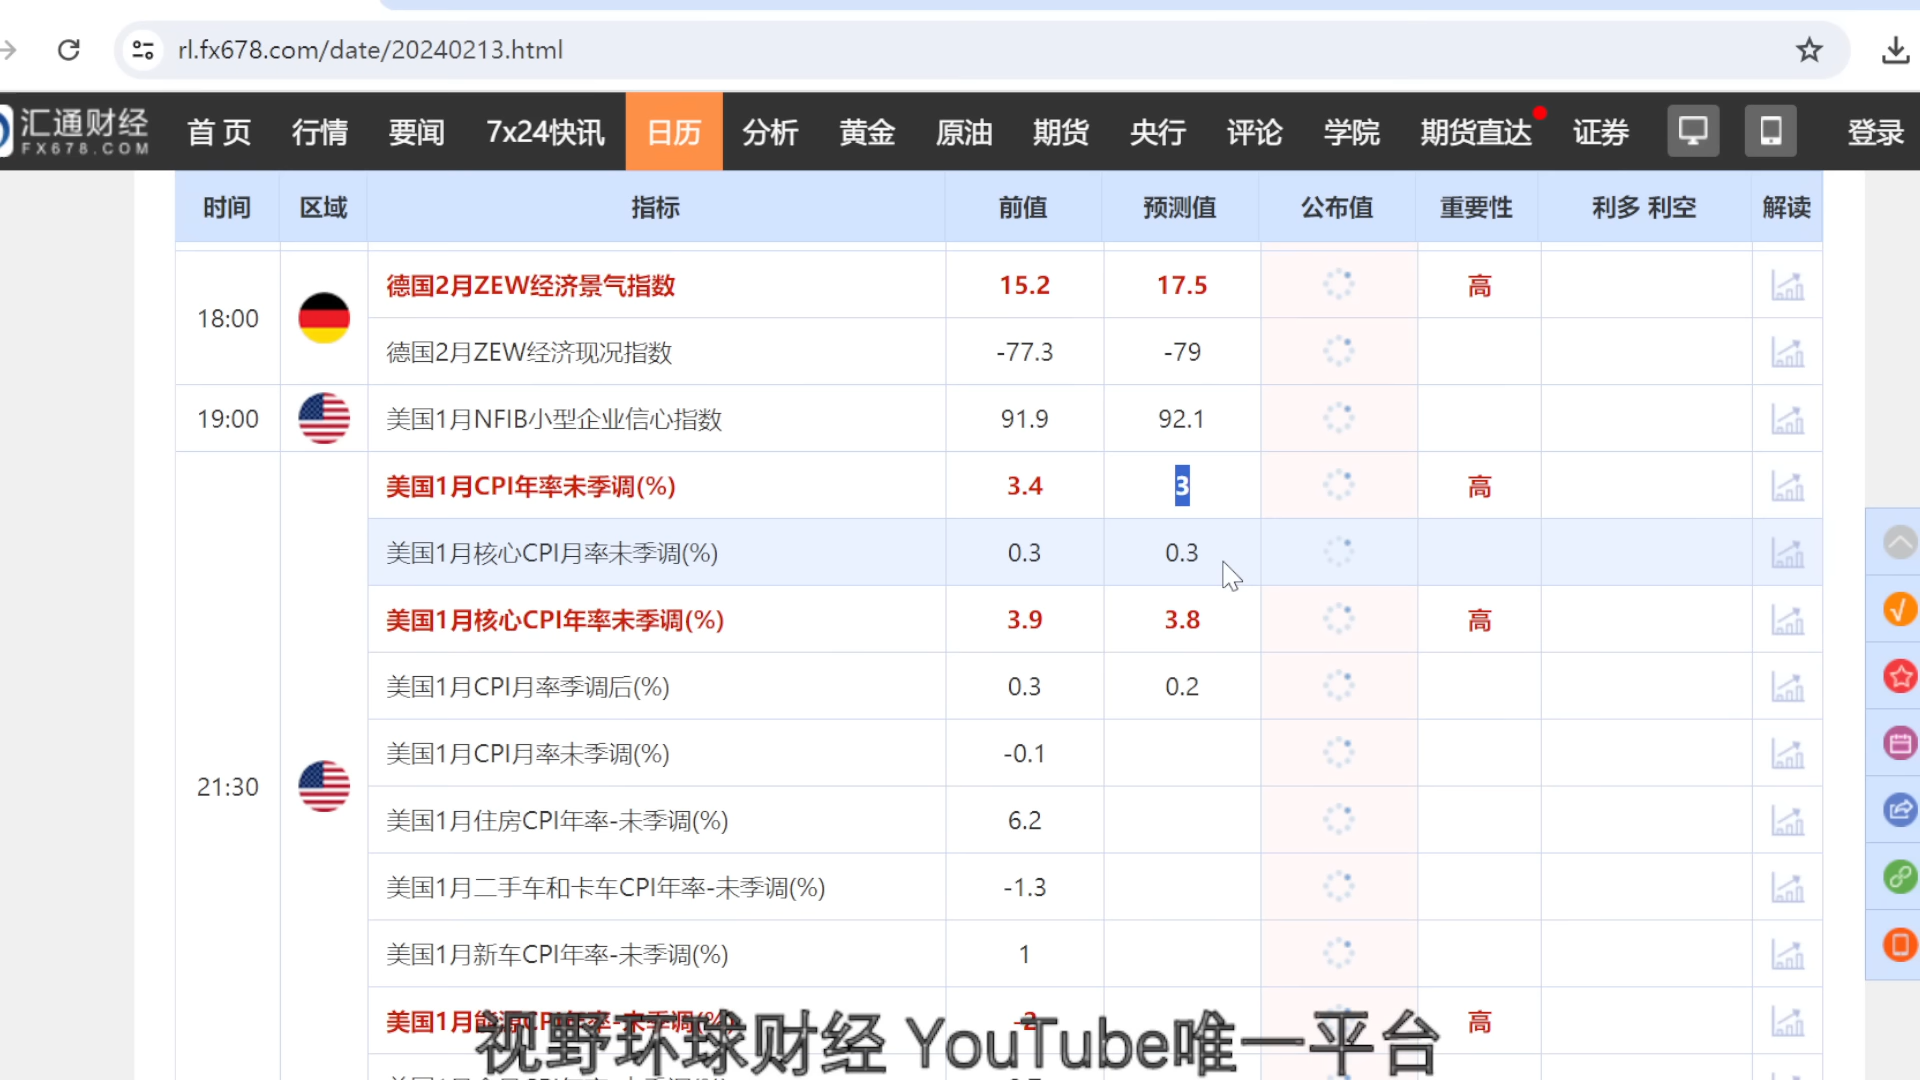 rl.fx678.com/date/20240213.html
汇通财经
FX678.COM
首页 行情 要闻 7x24快讯 日历 分析 黄金 原油 期货 央行 评论 学院 期货直达 证券 登录
时间 区域 指标 前值 预测值 公布值 重要性 利多 利空 解读
18:00
德国2月ZEW经济景气指数 15.2 17.5 高
德国2月ZEW经济现况指数 -77.3 -79
19:00 美国1月NFIB小型企业信心指数 91.9 92.1
21:30
美国1月CPI年率未季调(%) 3.4 3 高
美国1月核心CPI月率未季调(%) 0.3 0.3
美国1月核心CPI年率未季调(%) 3.9 3.8 高
美国1月CPI月率季调后(%) 0.3 0.2
美国1月CPI月率未季调(%) -0.1
美国1月住房CPI年率-未季调(%) 6.2
美国1月二手车和卡车CPI年率-未季调(%) -1.3
美国1月新车CPI年率-未季调(%) 1
美国1月能源CPI年率-未季调(%) -2 高
视野环球财经 YouTube唯一平台